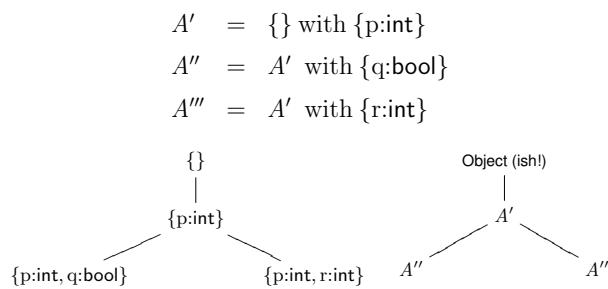 A′ = {} with {p:int}
A′′ = A′ with {q:bool}
A′′′ = A′ with {r:int}
{} Object (ish!)
{p:int} A′
{p:int, q:bool} {p:int, r:int} A′′ A′′